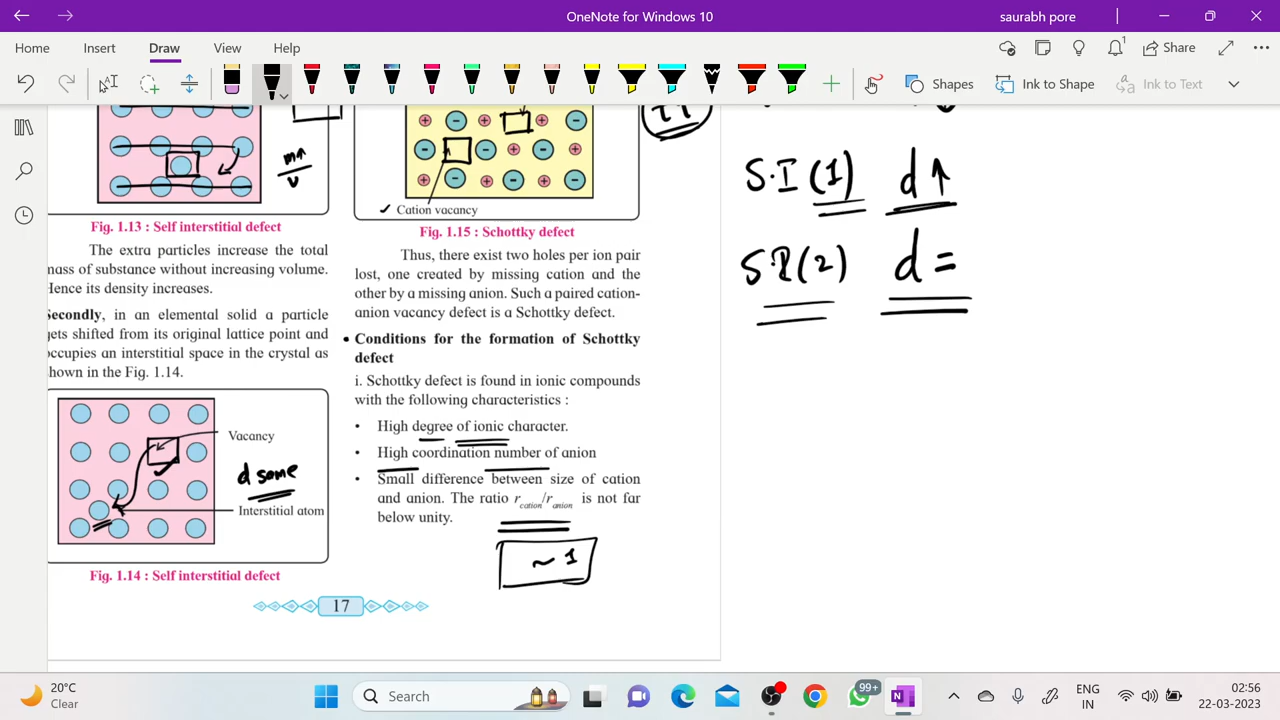 OneNote for Windows 10
saurabh pore
Home Insert Draw View Help
Share
Shapes
Ink to Shape
Ink to Text
m↑
v
Fig. 1.13 : Self interstitial defect
The extra particles increase the total
mass of substance without increasing volume.
Hence its density increases.
Secondly, in an elemental solid a particle
gets shifted from its original lattice point and
occupies an interstitial space in the crystal as
shown in the Fig. 1.14.
Vacancy
d same
Interstitial atom
Fig. 1.14 : Self interstitial defect
Cation vacancy
Fig. 1.15 : Schottky defect
Thus, there exist two holes per ion pair
lost, one created by missing cation and the
other by a missing anion. Such a paired cation-
anion vacancy defect is a Schottky defect.
• Conditions for the formation of Schottky
defect
i. Schottky defect is found in ionic compounds
with the following characteristics :
• High degree of ionic character.
• High coordination number of anion
• Small difference between size of cation
and anion. The ratio r cation/r anion is not far
below unity.
~ 1
17
S.I (1) d↑
d =
20°C
Clear
Search
99+
ENG
IN
02:56
22-03-2023